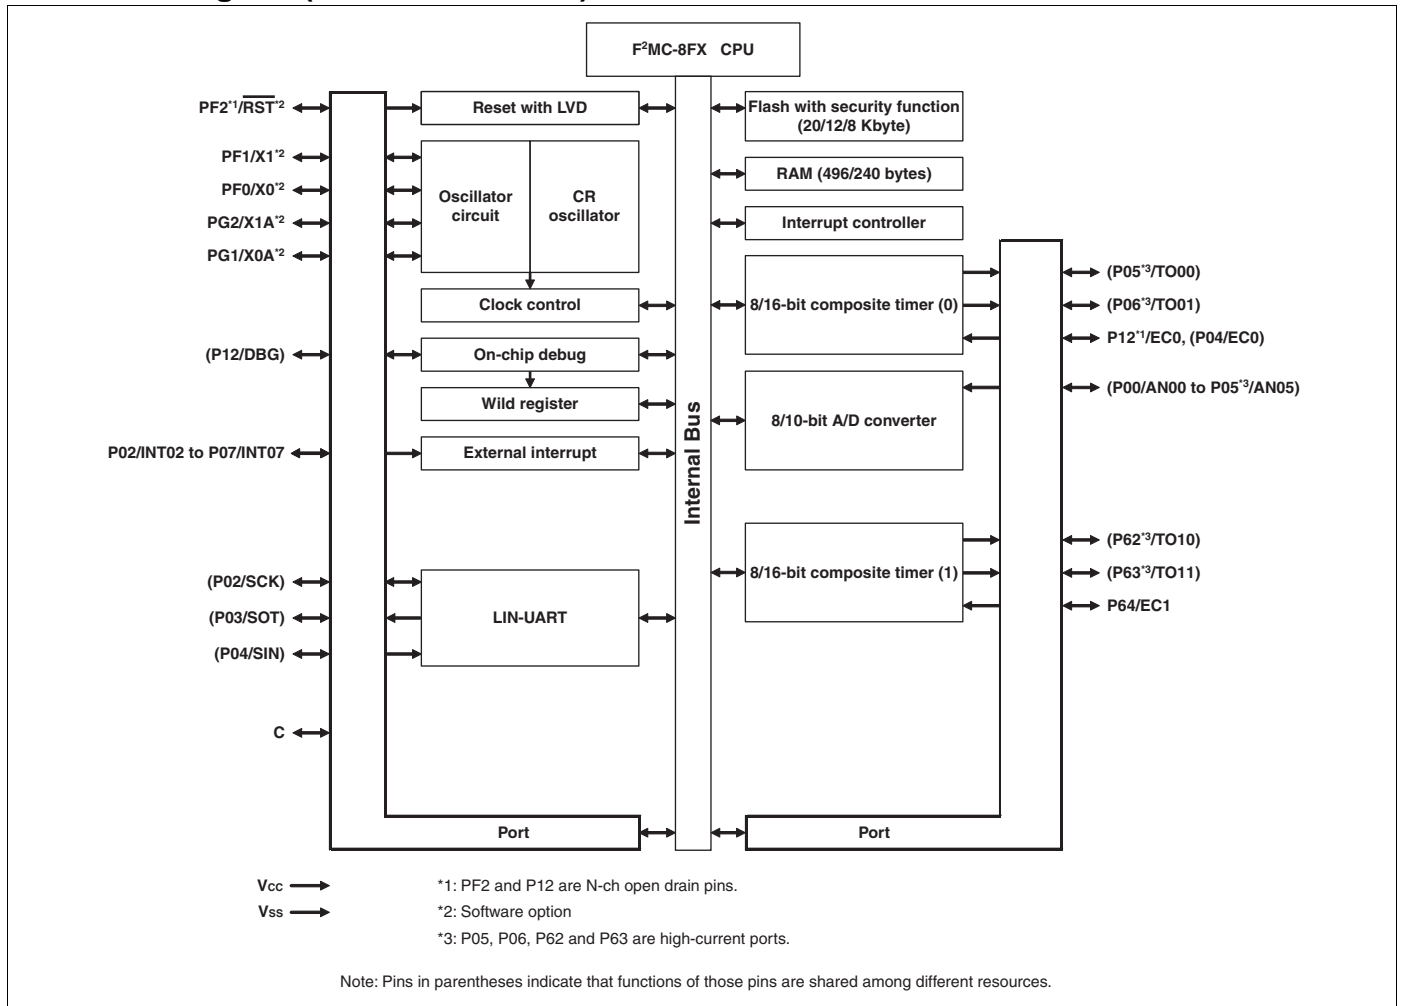 F²MC-8FX CPU
PF2*1/RST*2
Reset with LVD
Flash with security function
(20/12/8 Kbyte)
PF1/X1*2
PF0/X0*2
PG2/X1A*2
PG1/X0A*2
Oscillator
circuit
CR
oscillator
RAM (496/240 bytes)
Interrupt controller
Clock control
8/16-bit composite timer (0)
(P05*3/TO00)
(P06*3/TO01)
P12*1/EC0, (P04/EC0)
(P12/DBG)
On-chip debug
Wild register
(P00/AN00 to P05*3/AN05)
8/10-bit A/D converter
P02/INT02 to P07/INT07
External interrupt
Internal Bus
(P62*3/TO10)
(P63*3/TO11)
P64/EC1
8/16-bit composite timer (1)
(P02/SCK)
(P03/SOT)
(P04/SIN)
LIN-UART
C
Port
Port
Vcc
Vss
*1: PF2 and P12 are N-ch open drain pins.
*2: Software option
*3: P05, P06, P62 and P63 are high-current ports.
Note: Pins in parentheses indicate that functions of those pins are shared among different resources.